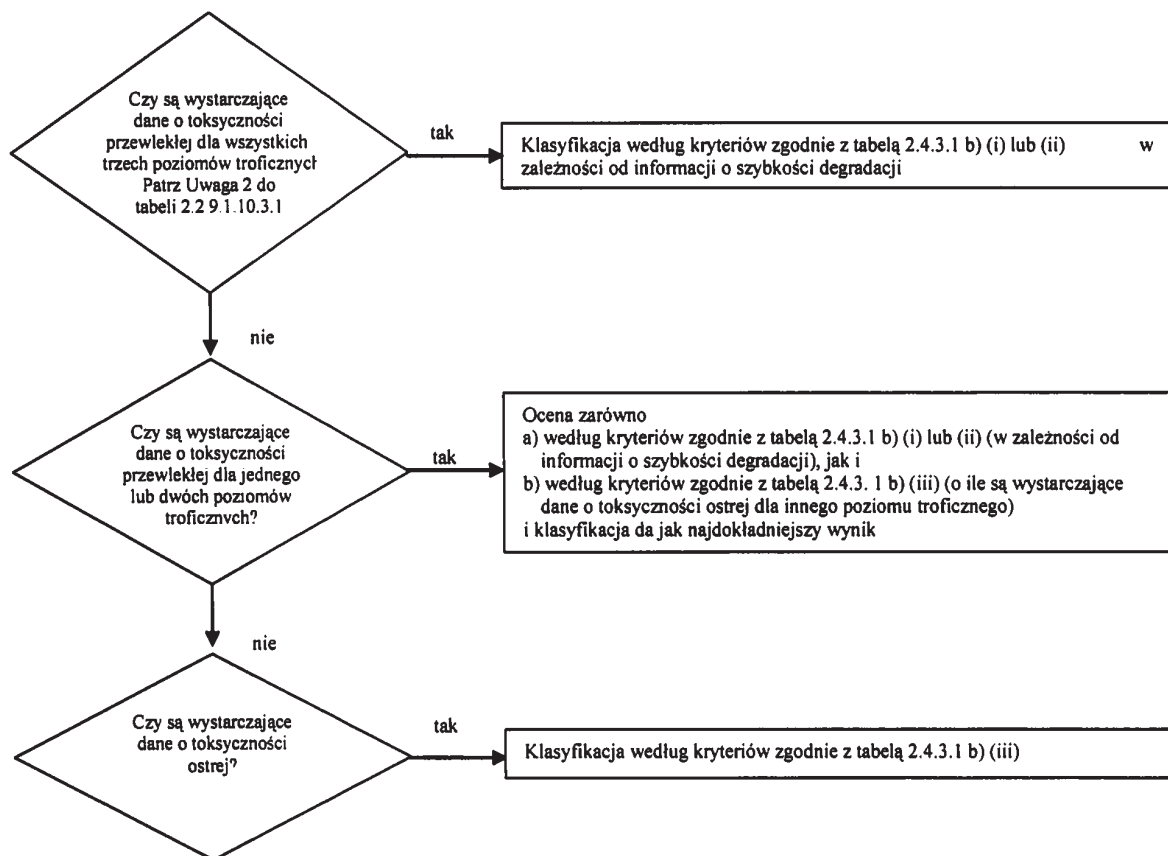 Czy są wystarczające
dane o toksyczności
przewlekłej dla wszystkich
trzech poziomów troficznych
Patrz Uwaga 2 do
tabeli 2.2 9.1.10.3.1
tak
Klasyfikacja według kryteriów zgodnie z tabelą 2.4.3.1 b) (i) lub (ii) w
zależności od informacji o szybkości degradacji
nie
Czy są wystarczające
dane o toksyczności
przewlekłej dla jednego
lub dwóch poziomów
troficznych?
tak
Ocena zarówno
a) według kryteriów zgodnie z tabelą 2.4.3.1 b) (i) lub (ii) (w zależności od
informacji o szybkości degradacji), jak i
b) według kryteriów zgodnie z tabelą 2.4.3. 1 b) (iii) (o ile są wystarczające
dane o toksyczności ostrej dla innego poziomu troficznego)
i klasyfikacja da jak najdokładniejszy wynik
nie
Czy są wystarczające
dane o toksyczności
ostrej?
tak
Klasyfikacja według kryteriów zgodnie z tabelą 2.4.3.1 b) (iii)